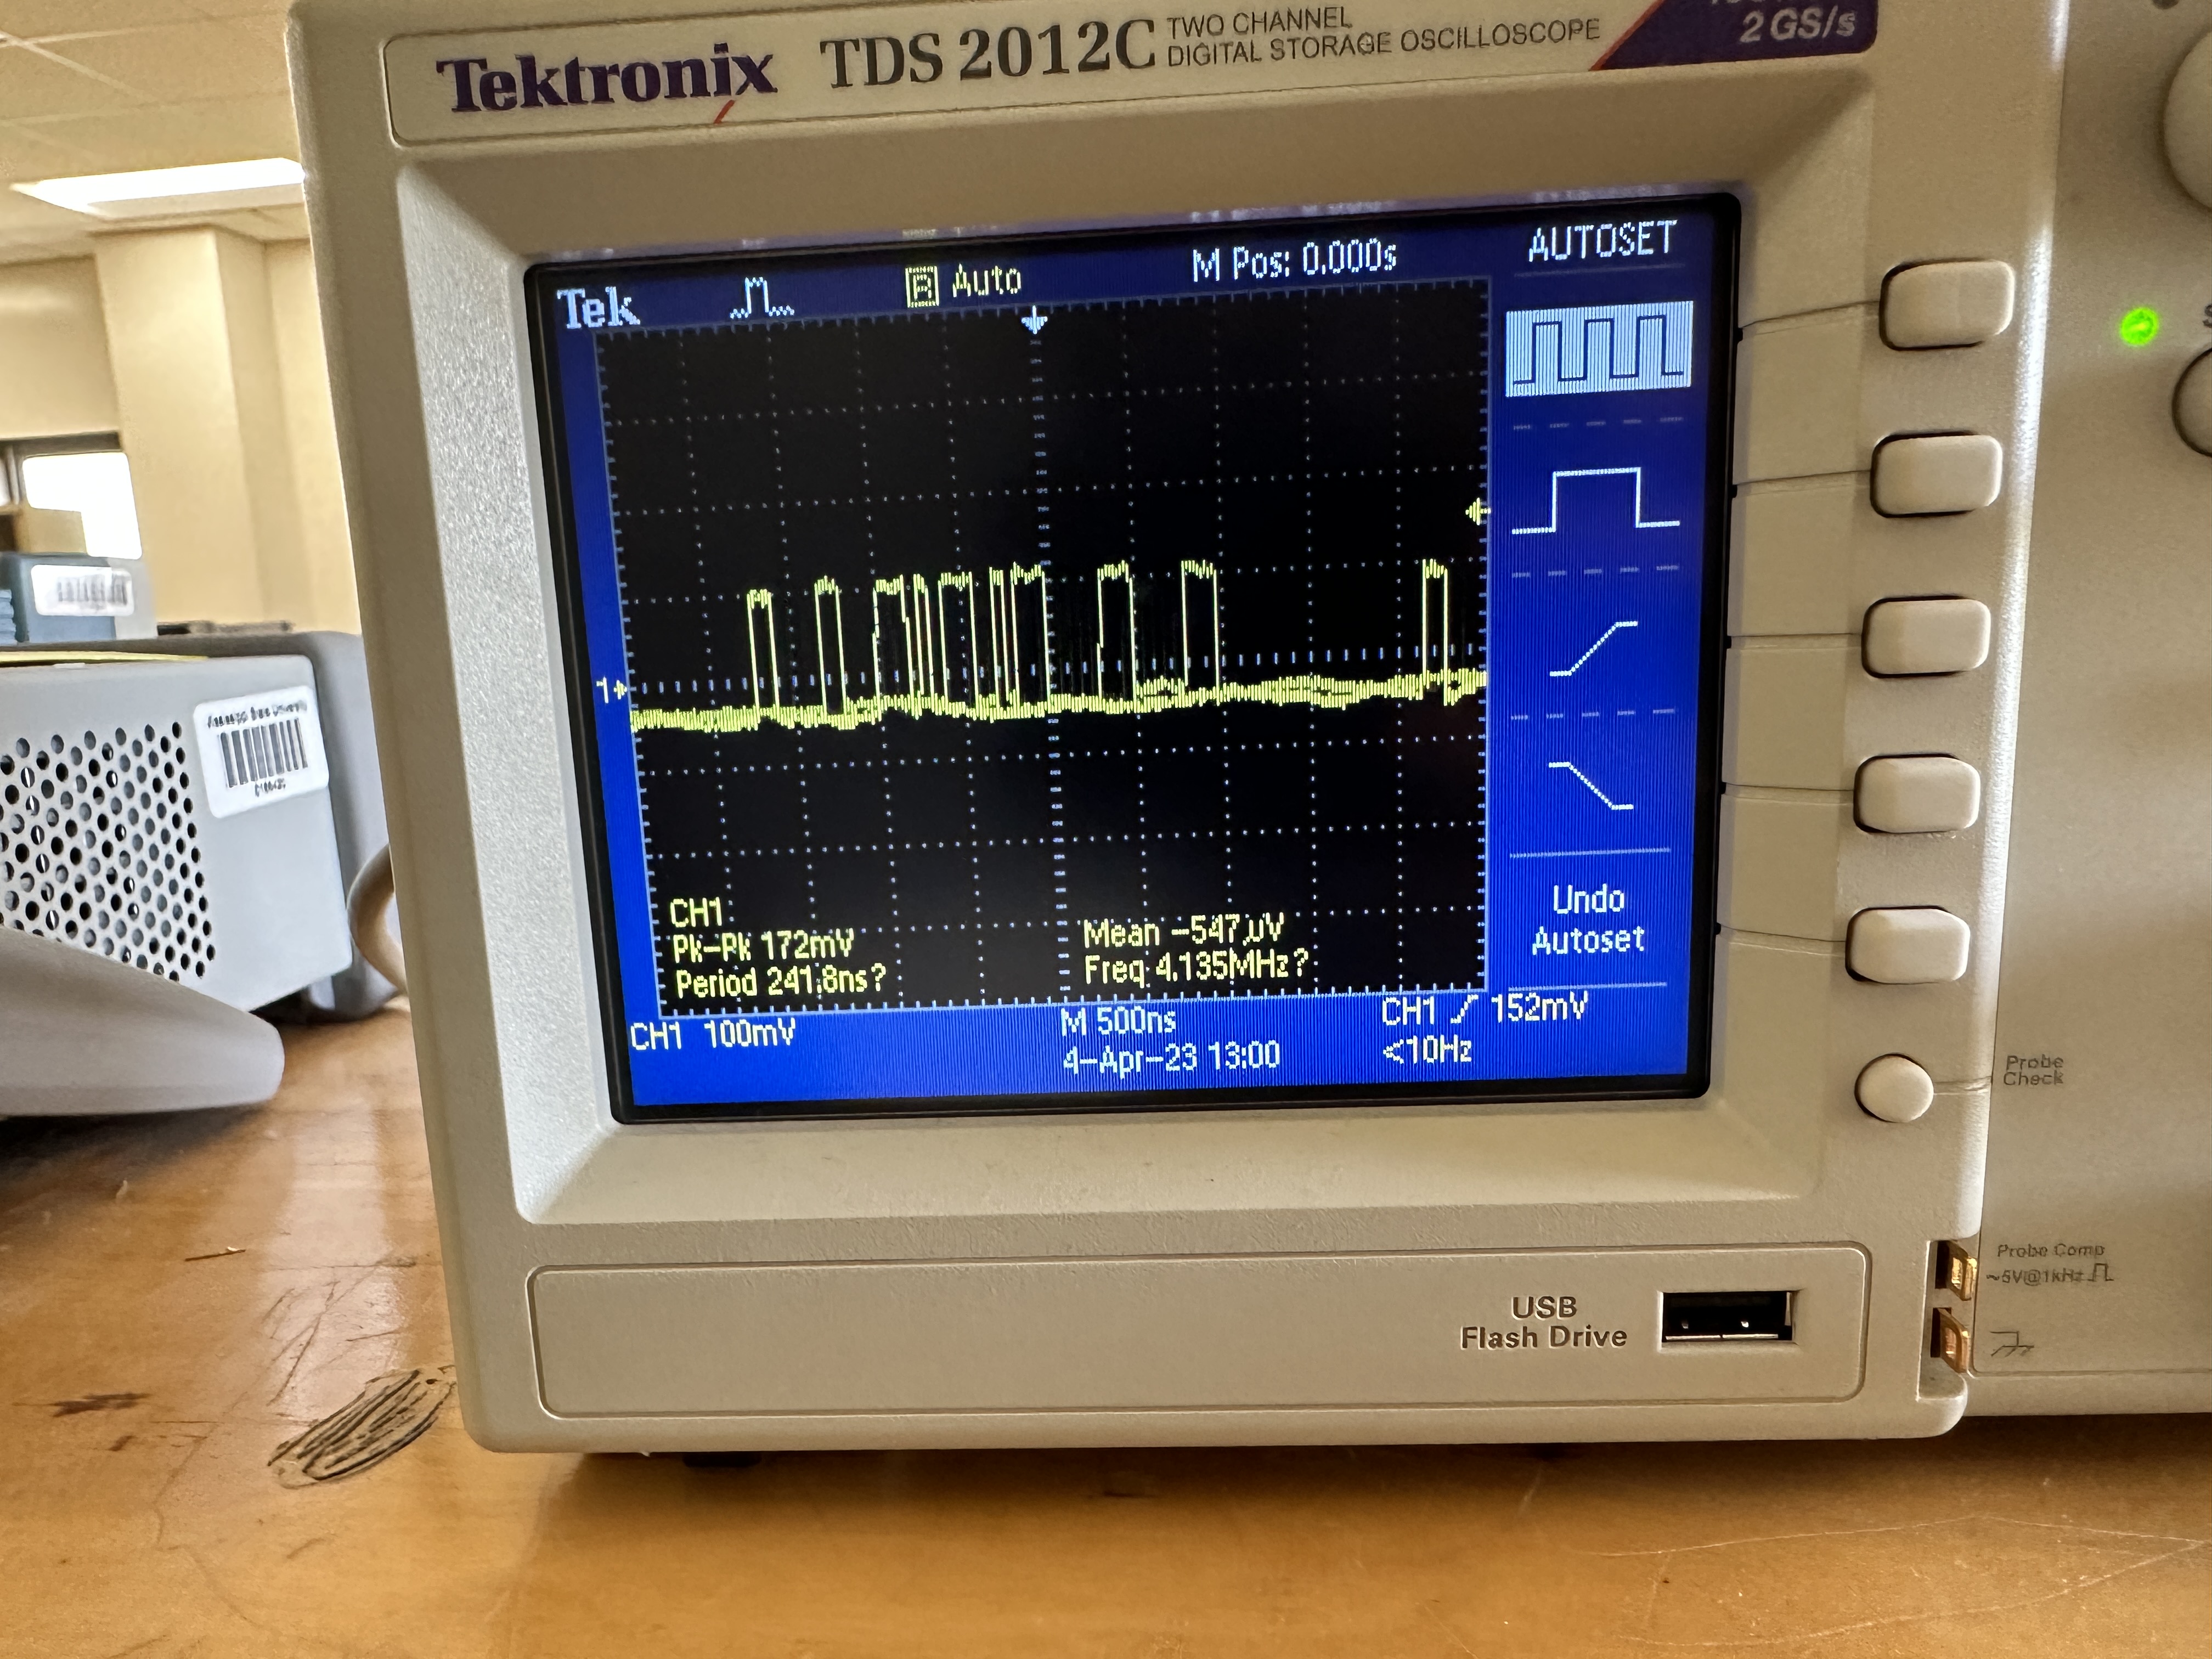 Tektronix TDS 2012C TWO CHANNEL
DIGITAL STORAGE OSCILLOSCOPE
2 GS/s
Tek
R Auto
M Pos: 0.000s
AUTOSET
1
CH1
Pk-Pk 172mV
Period 241.8ns?
Mean -547µV
Freq 4.135MHz?
Undo
Autoset
CH1 100mV
M 500ns
CH1 152mV
4-Apr-23 13:00
<10Hz
Probe
Check
Probe Comp
~5V@1kHz
USB
Flash Drive